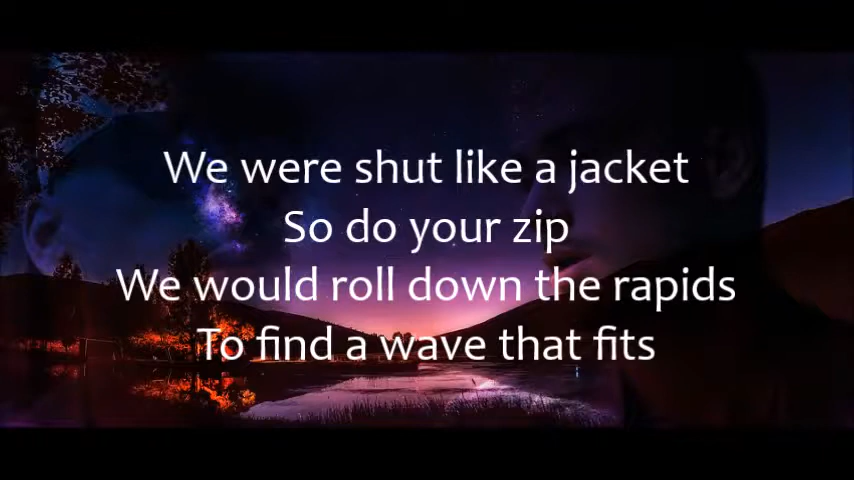 We were shut like a jacket
So do your zip
We would roll down the rapids
To find a wave that fits